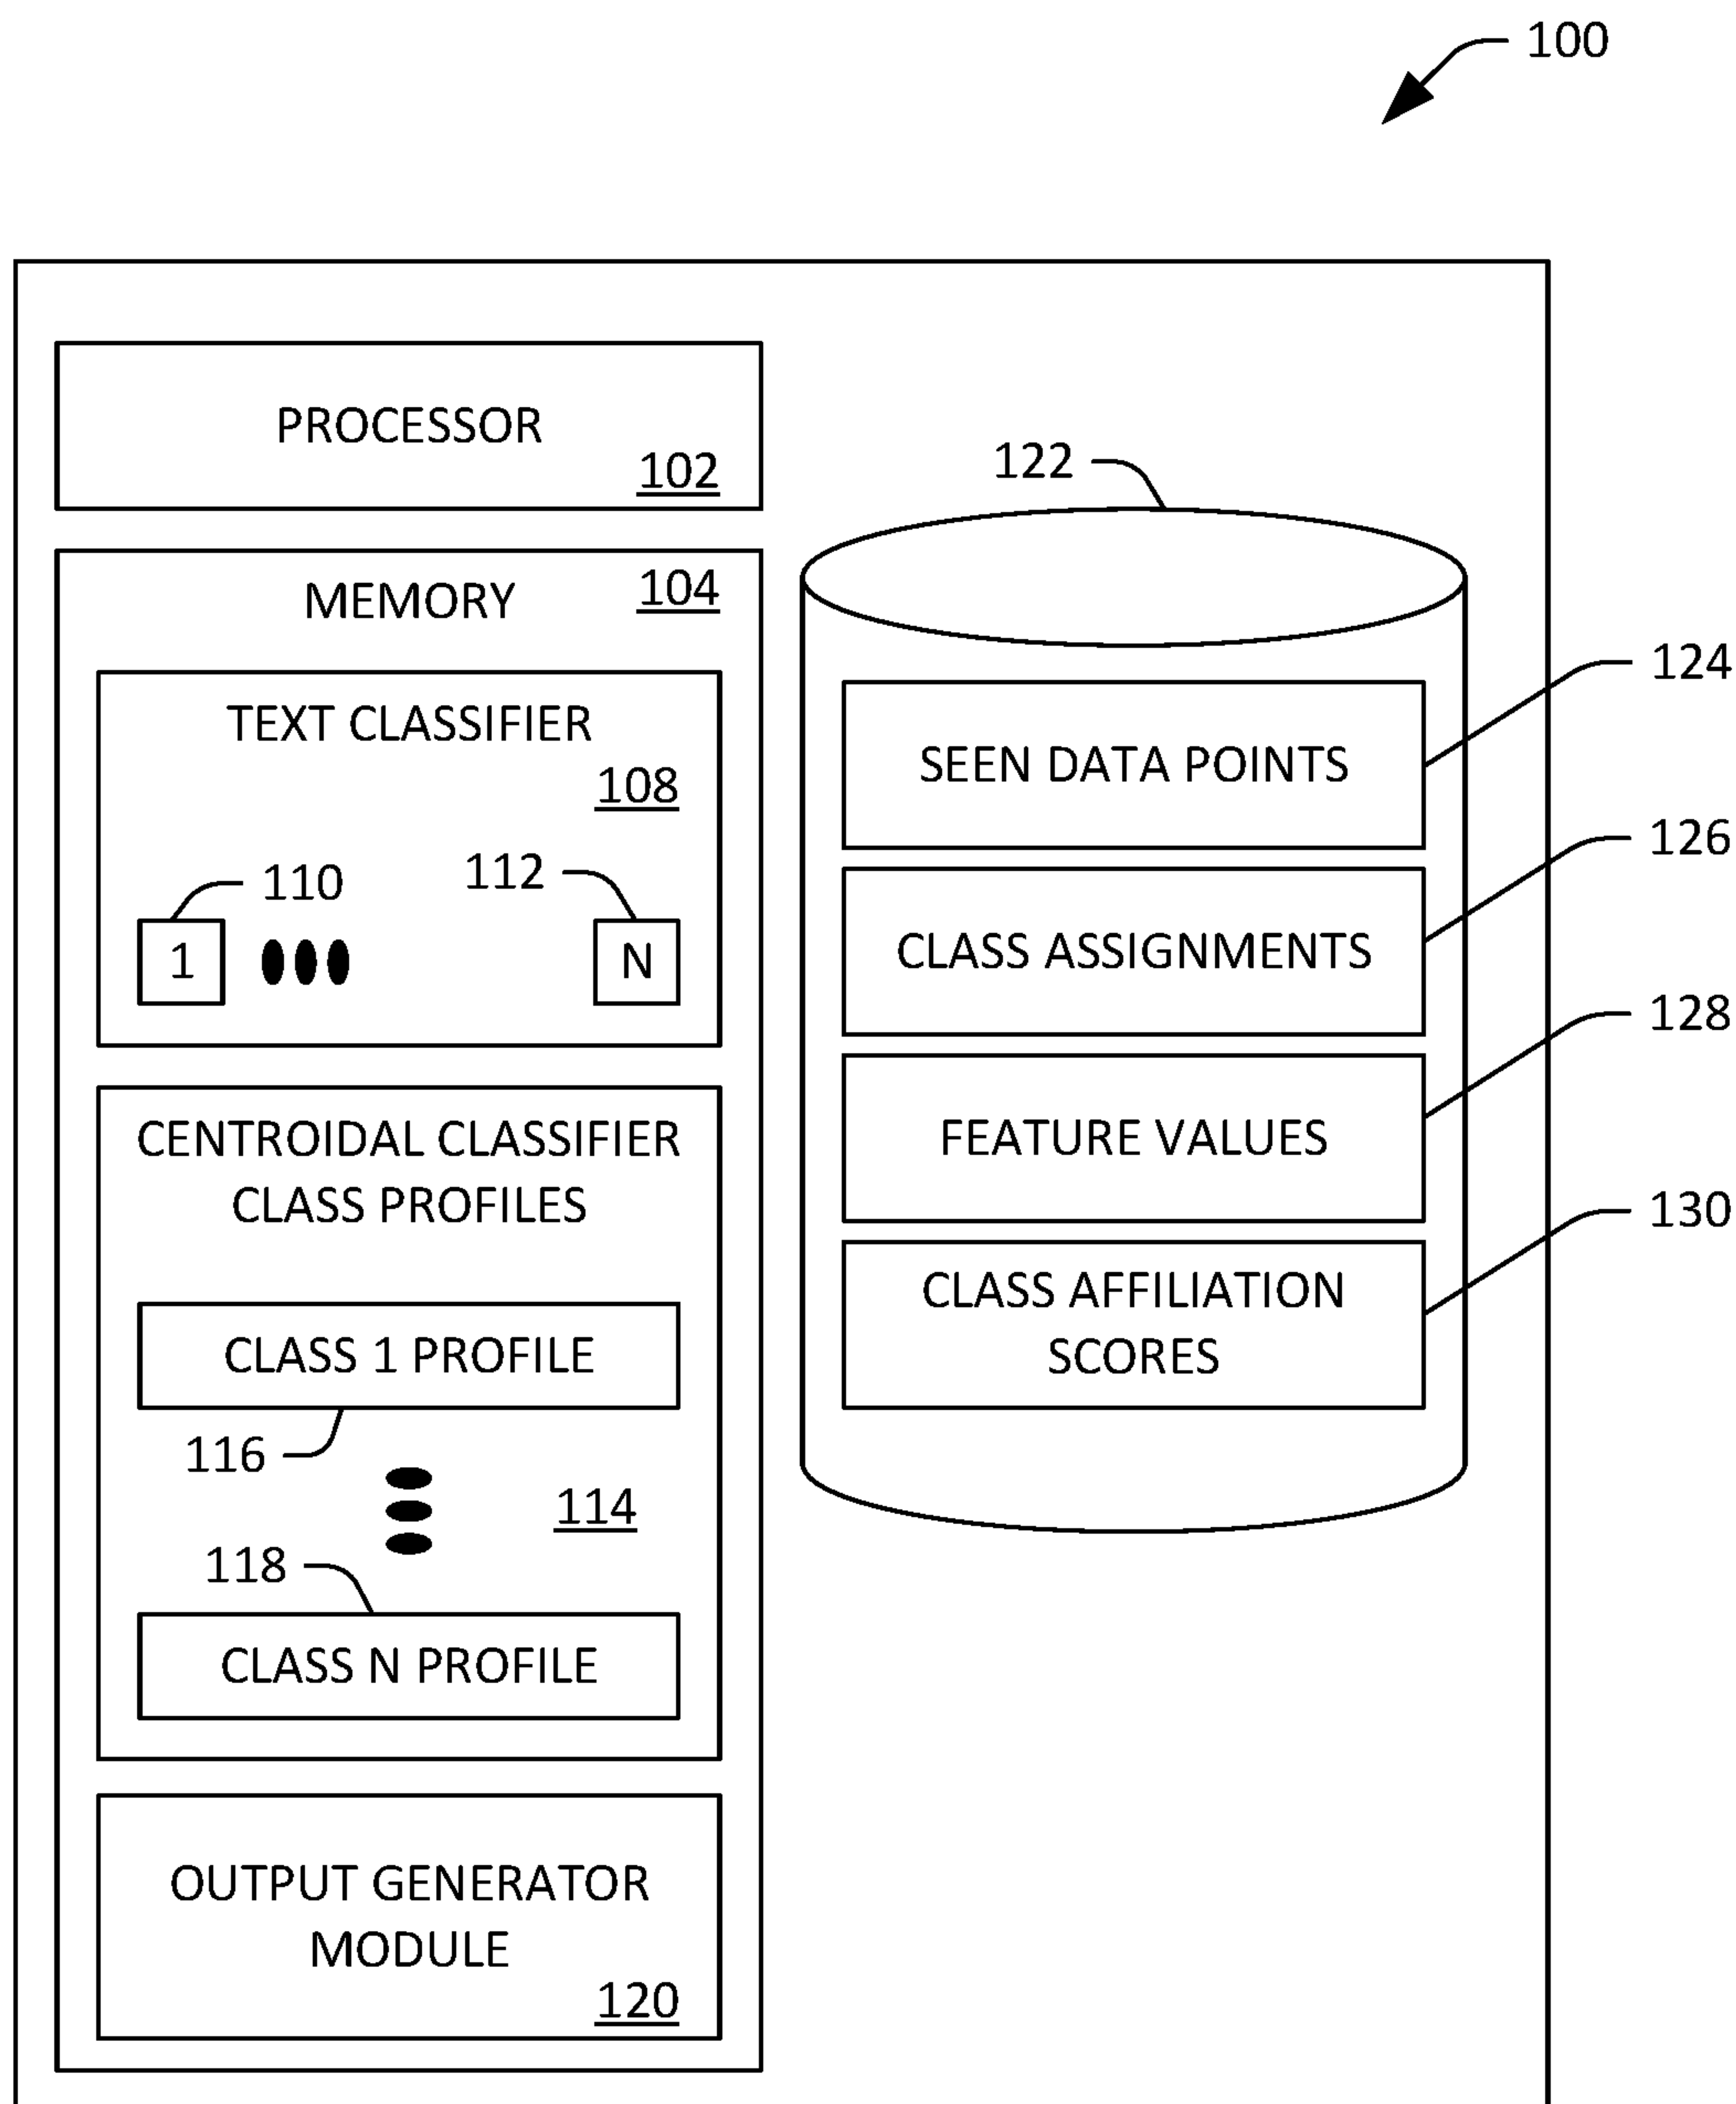 100
PROCESSOR
102
MEMORY
104
TEXT CLASSIFIER
108
110
112
1
N
CENTROIDAL CLASSIFIER
CLASS PROFILES
CLASS 1 PROFILE
116
114
118
CLASS N PROFILE
OUTPUT GENERATOR
MODULE
120
122
SEEN DATA POINTS
124
CLASS ASSIGNMENTS
126
FEATURE VALUES
128
CLASS AFFILIATION
SCORES
130